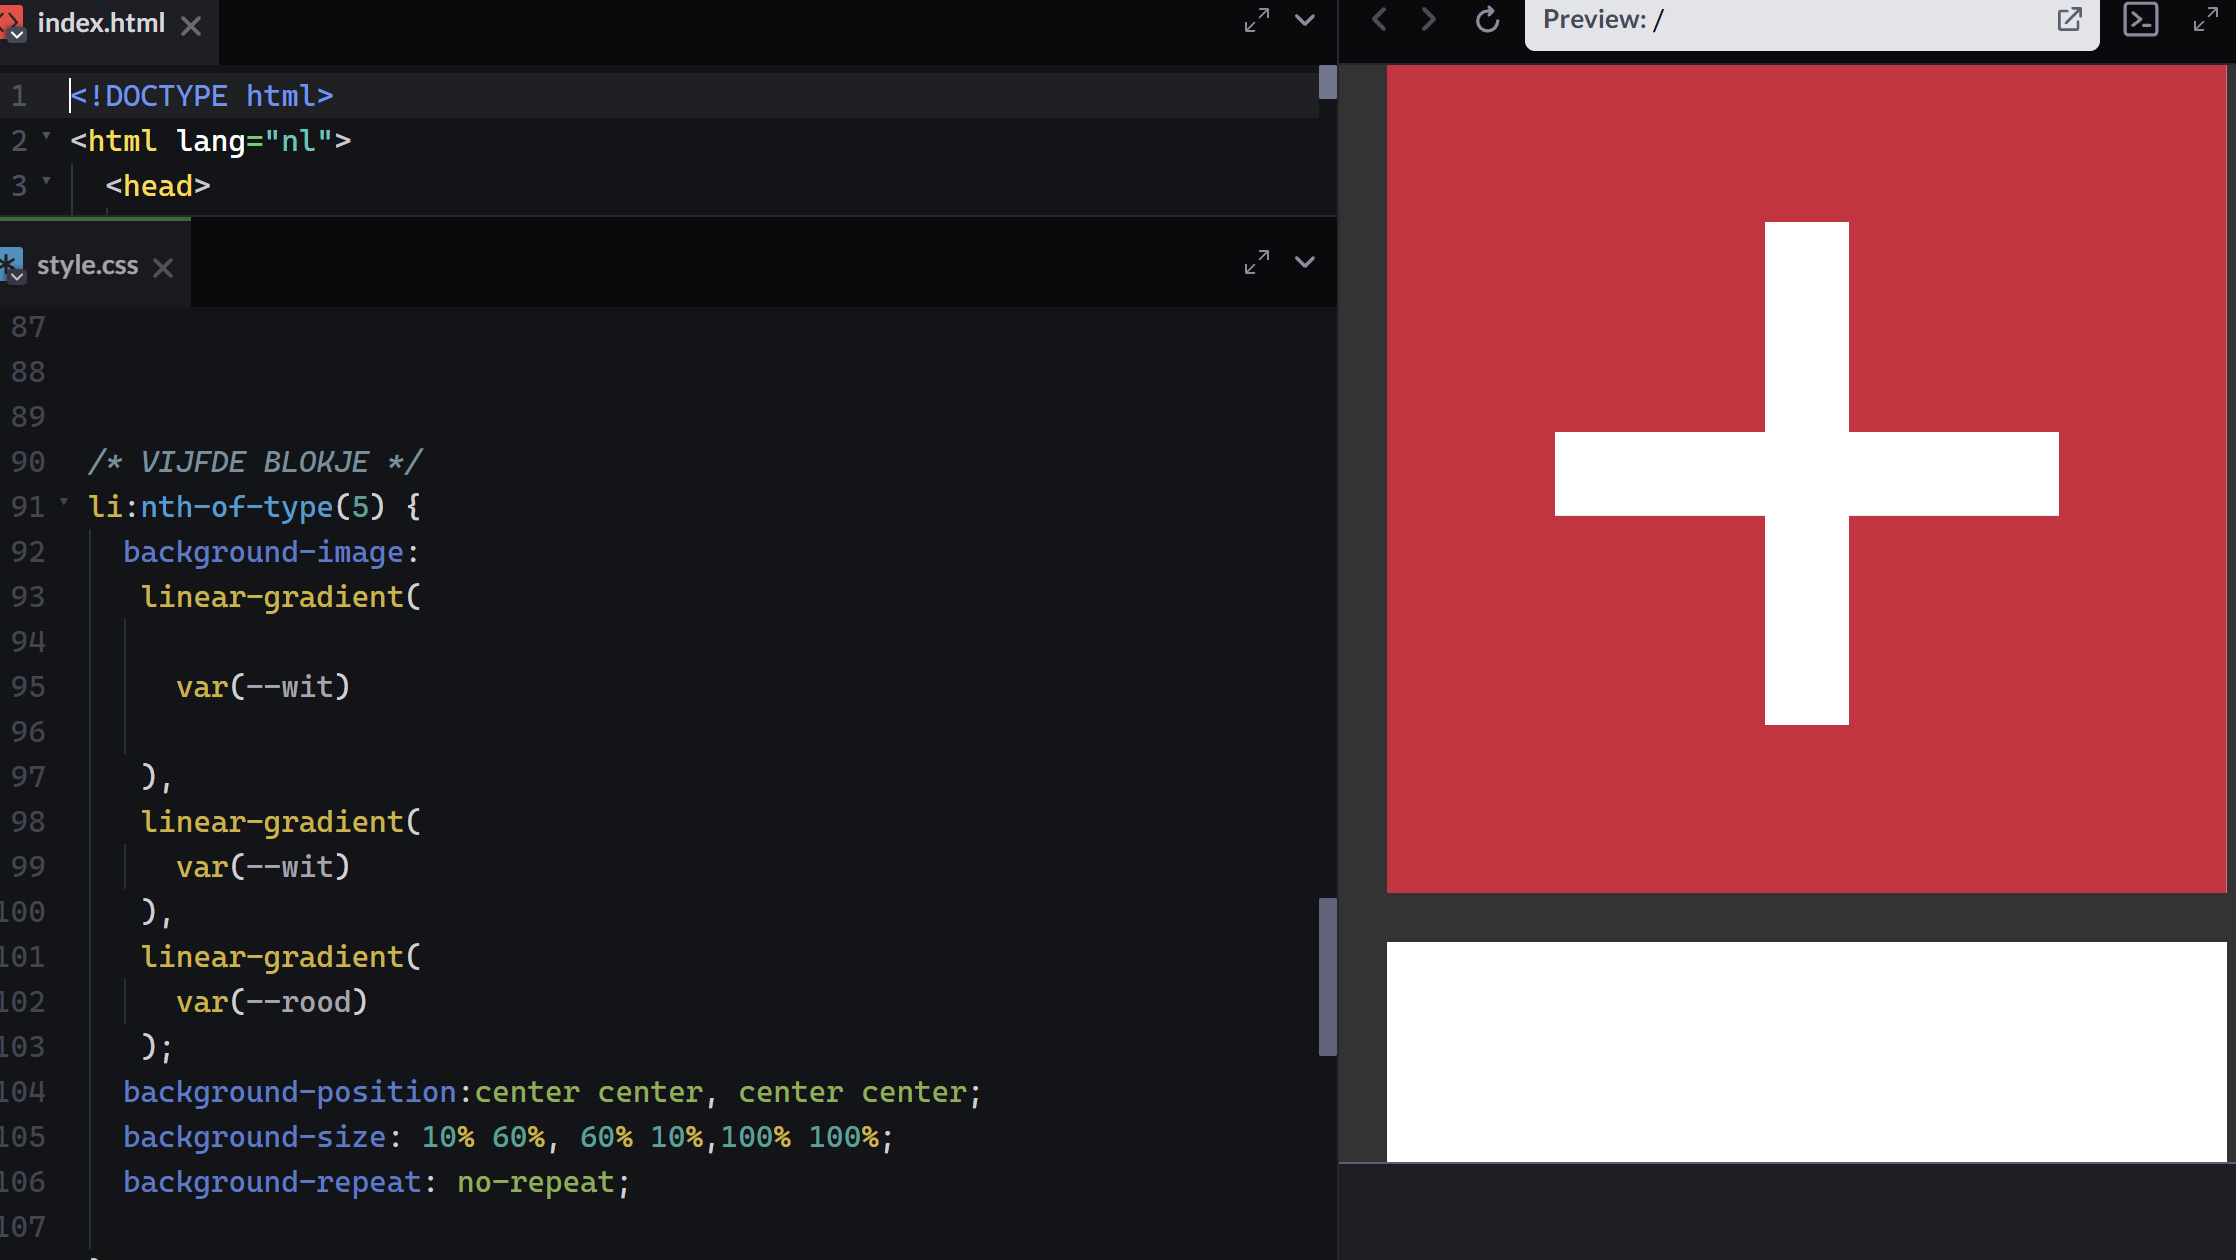 index.html
Preview: /
1 <!DOCTYPE html>
2 <html lang="nl">
3 <head>
style.css
87
88
89
90 /* VIJFDE BLOKJE */
91 li:nth-of-type(5) {
92 background-image:
93 linear-gradient(
94
95 var(--wit)
96
97 ),
98 linear-gradient(
99 var(--wit)
100 ),
101 linear-gradient(
102 var(--rood)
103 );
104 background-position:center center, center center;
105 background-size: 10% 60%, 60% 10%,100% 100%;
106 background-repeat: no-repeat;
107